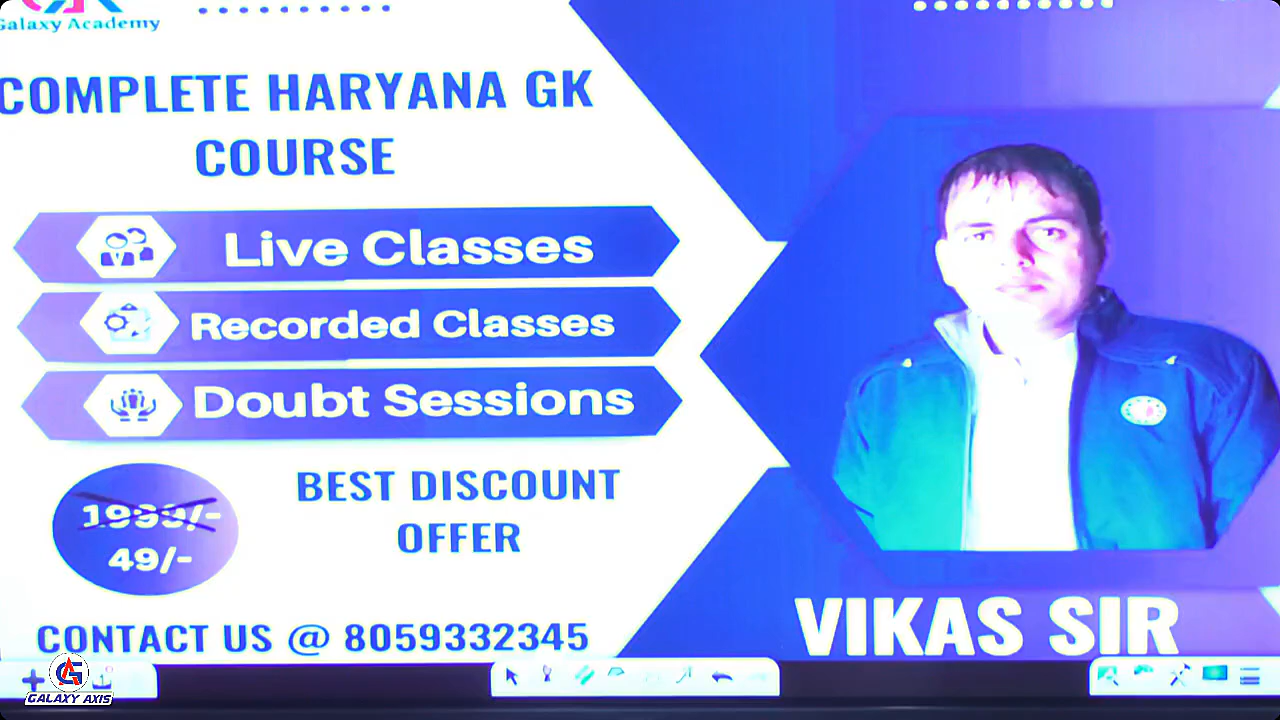 Galaxy Academy
COMPLETE HARYANA GK
COURSE
Live Classes
Recorded Classes
Doubt Sessions
1999/-
49/-
BEST DISCOUNT
OFFER
CONTACT US @ 8059332345
VIKAS SIR
GALAXY AXIS